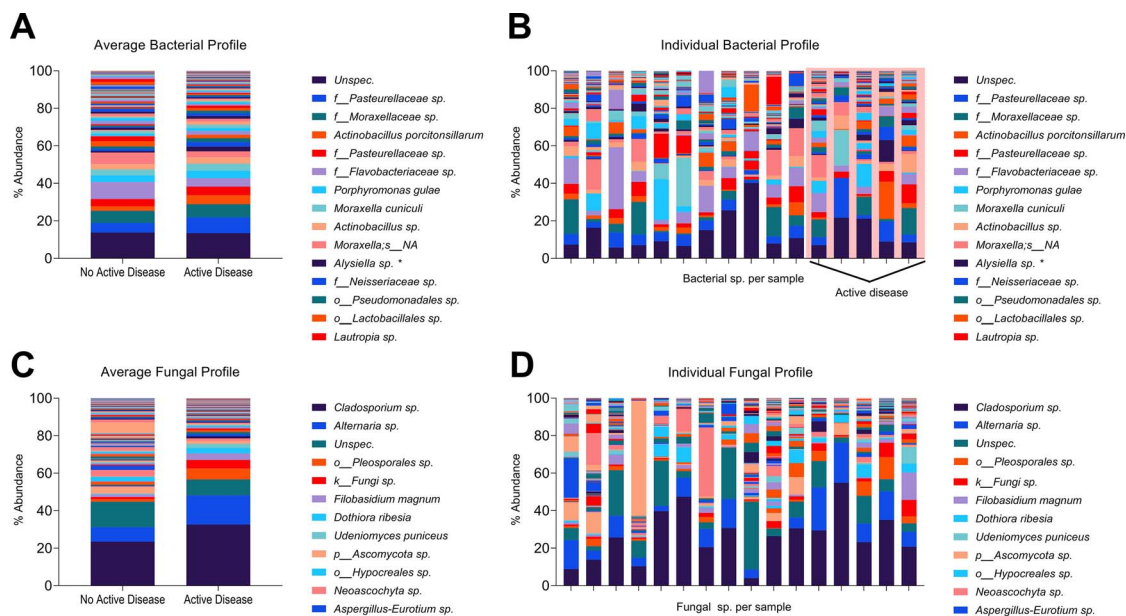 A
Average Bacterial Profile
100
80
60
40
20
0
% Abundance
No Active Disease
Active Disease
Unspec.
f__Pasteurellaceae sp.
f__Moraxellaceae sp.
Actinobacillus porcitonsillarum
f__Pasteurellaceae sp.
f__Flavobacteriaceae sp.
Porphyromonas gulae
Moraxella cuniculi
Actinobacillus sp.
Moraxella;s__NA
Alysiella sp. *
f__Neisseriaceae sp.
o__Pseudomonadales sp.
o__Lactobacillales sp.
Lautropia sp.
B
Individual Bacterial Profile
100
80
60
40
20
0
% Abundance
Bacterial sp. per sample
Active disease
Unspec.
f__Pasteurellaceae sp.
f__Moraxellaceae sp.
Actinobacillus porcitonsillarum
f__Pasteurellaceae sp.
f__Flavobacteriaceae sp.
Porphyromonas gulae
Moraxella cuniculi
Actinobacillus sp.
Moraxella;s__NA
Alysiella sp. *
f__Neisseriaceae sp.
o__Pseudomonadales sp.
o__Lactobacillales sp.
Lautropia sp.
C
Average Fungal Profile
100
80
60
40
20
0
% Abundance
No Active Disease
Active Disease
Cladosporium sp.
Alternaria sp.
Unspec.
o__Pleosporales sp.
k__Fungi sp.
Filobasidium magnum
Dothiora ribesia
Udeniomyces puniceus
p__Ascomycota sp.
o__Hypocreales sp.
Neoascochyta sp.
Aspergillus-Eurotium sp.
D
Individual Fungal Profile
100
80
60
40
20
0
% Abundance
Fungal sp. per sample
Cladosporium sp.
Alternaria sp.
Unspec.
o__Pleosporales sp.
k__Fungi sp.
Filobasidium magnum
Dothiora ribesia
Udeniomyces puniceus
p__Ascomycota sp.
o__Hypocreales sp.
Neoascochyta sp.
Aspergillus-Eurotium sp.